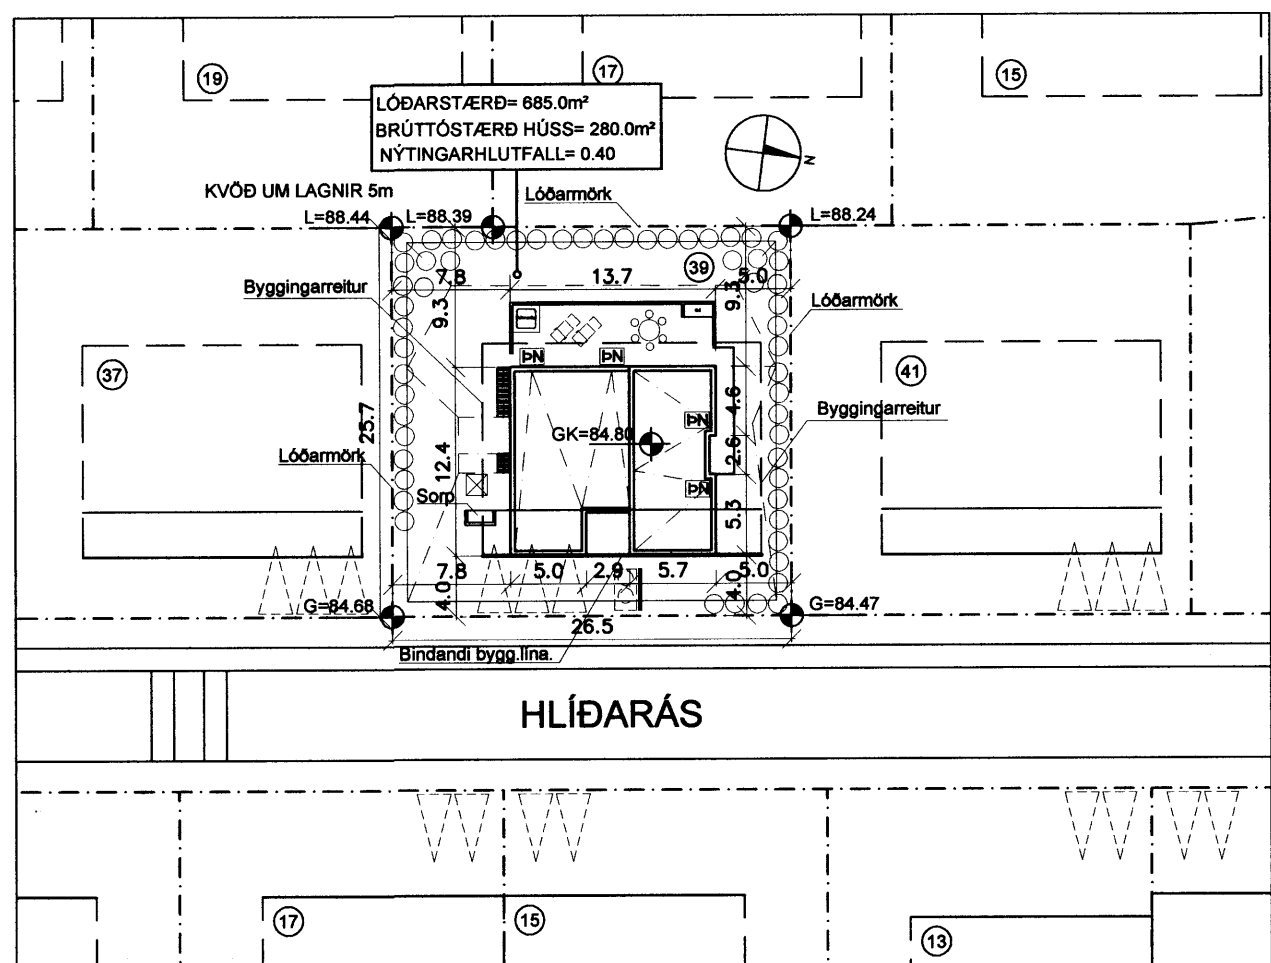 19
17
15
LÓÐARSTÆRÐ= 685.0m²
BRÚTTÓSTÆRÐ HÚSS= 280.0m²
NÝTINGARHLUTFALL= 0.40
N
KVÖÐ UM LAGNIR 5m
Lóðarmörk
L=88.44
L=88.39
L=88.24
39
7.8
13.7
5.0
Byggingarreitur
9.3
9.3
Lóðarmörk
37
ÞN
ÞN
41
25.7
4.6
Byggingarreitur
ÞN
GK=84.80
Lóðarmörk
12.4
2.6
Sorp
ÞN
5.3
7.8
5.0
2.9
5.7
5.0
4.0
4.0
G=84.68
G=84.47
26.5
Bindandi bygg.lína.
HLÍÐARÁS
17
15
13